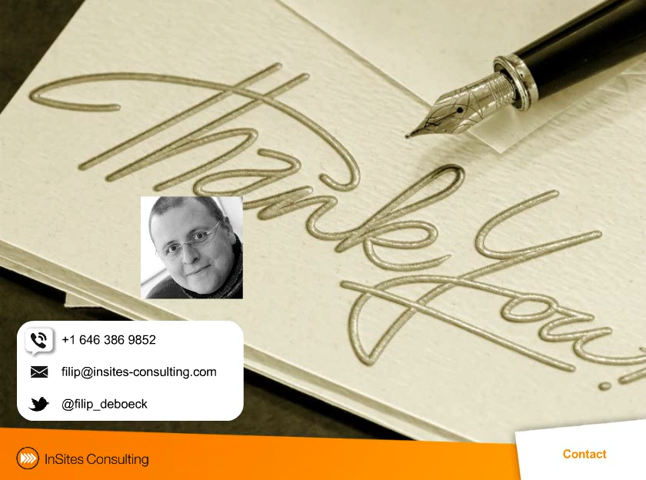 Thank You!
+1 646 386 9852
filip@insites-consulting.com
@filip_deboeck
InSites Consulting
Contact